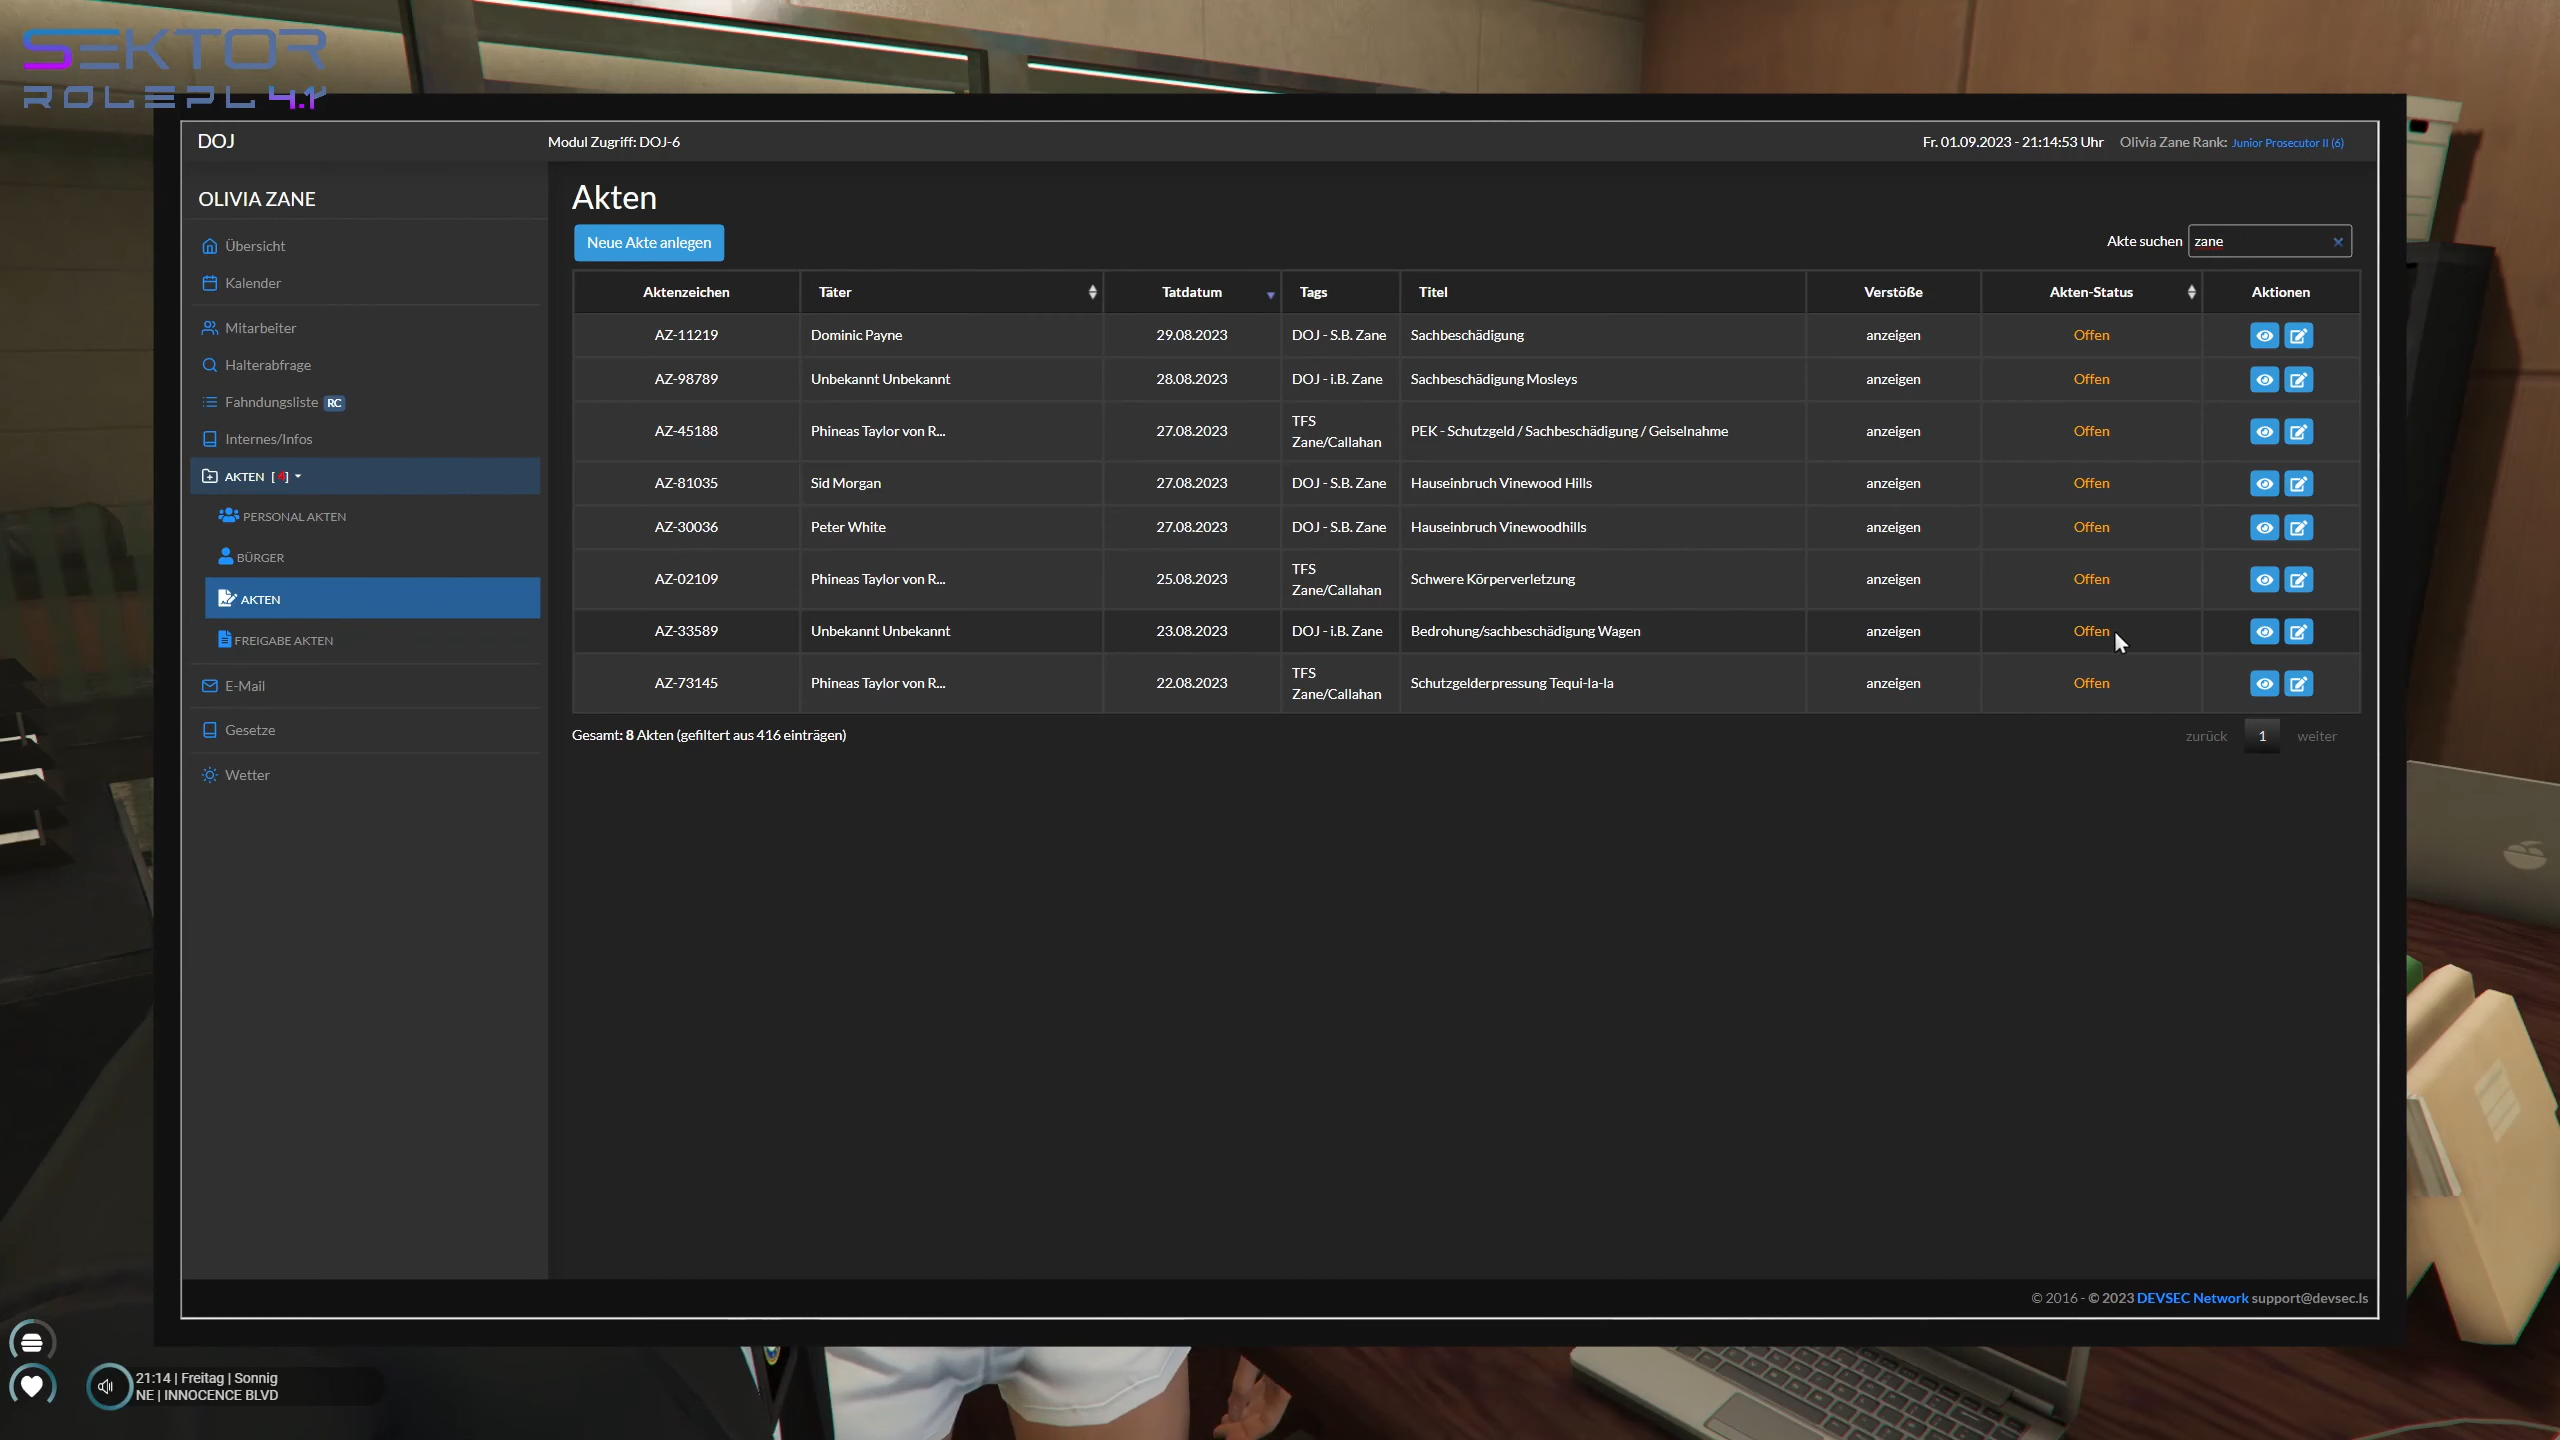 SEKTOR
ROLEPL4.Y
DOJ
Modul Zugriff: DOJ-6
Fr. 01.09.2023 - 21:14:53 Uhr
Olivia Zane Rank: Junior Prosecutor II (6)
OLIVIA ZANE
Übersicht
Kalender
Mitarbeiter
Halterabfrage
Fahndungsliste RC
Internes/Infos
AKTEN [4]
PERSONAL AKTEN
BÜRGER
AKTEN
FREIGABE AKTEN
E-Mail
Gesetze
Wetter
Akten
Neue Akte anlegen
Akte suchen zane
Aktenzeichen Täter Tatdatum Tags Titel Verstöße Akten-Status Aktionen
AZ-11219 Dominic Payne 29.08.2023 DOJ - S.B. Zane Sachbeschädigung anzeigen Offen
AZ-98789 Unbekannt Unbekannt 28.08.2023 DOJ - i.B. Zane Sachbeschädigung Mosleys anzeigen Offen
AZ-45188 Phineas Taylor von R... 27.08.2023 TFS Zane/Callahan PEK - Schutzgeld / Sachbeschädigung / Geiselnahme anzeigen Offen
AZ-81035 Sid Morgan 27.08.2023 DOJ - S.B. Zane Hauseinbruch Vinewood Hills anzeigen Offen
AZ-30036 Peter White 27.08.2023 DOJ - S.B. Zane Hauseinbruch Vinewoodhills anzeigen Offen
AZ-02109 Phineas Taylor von R... 25.08.2023 TFS Zane/Callahan Schwere Körperverletzung anzeigen Offen
AZ-33589 Unbekannt Unbekannt 23.08.2023 DOJ - i.B. Zane Bedrohung/sachbeschädigung Wagen anzeigen Offen
AZ-73145 Phineas Taylor von R... 22.08.2023 TFS Zane/Callahan Schutzgelderpressung Tequi-la-la anzeigen Offen
Gesamt: 8 Akten (gefiltert aus 416 einträgen)
zurück 1 weiter
© 2016 - © 2023 DEVSEC Network support@devsec.ls
21:14 | Freitag | Sonnig
NE | INNOCENCE BLVD